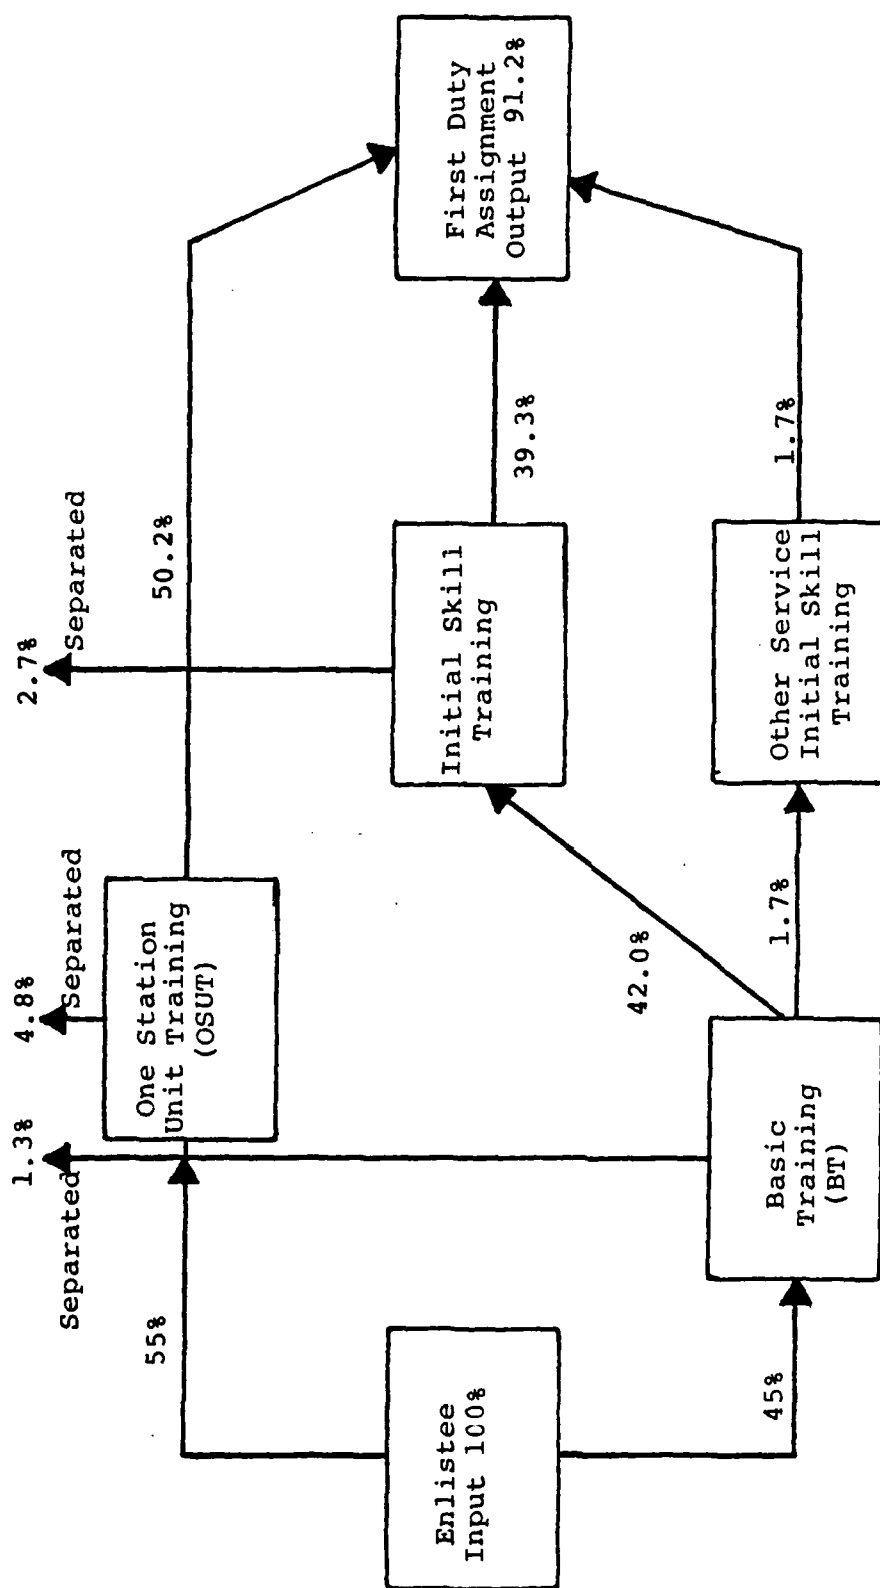 1.3%
Separated
4.8%
Separated
2.7%
Separated
55%
One Station
Unit Training
(OSUT)
50.2%
Enlistee
Input 100%
Initial Skill
Training
39.3%
First Duty
Assignment
Output 91.2%
42.0%
45%
Basic
Training
(BT)
1.7%
Other Service
Initial Skill
Training
1.7%